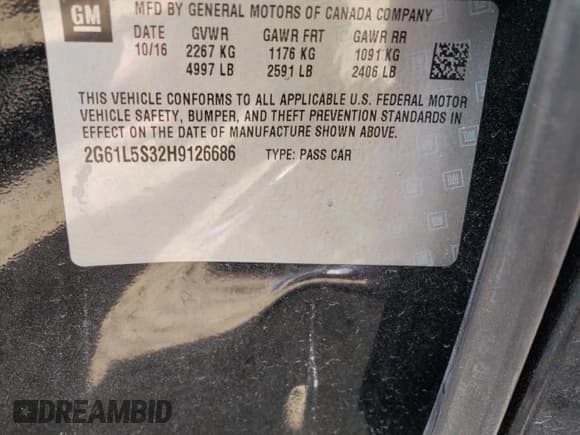 GM MFD BY GENERAL MOTORS OF CANADA COMPANY
DATE GVWR GAWR FRT GAWR RR
10/16 2267 KG 1176 KG 1091 KG
4997 LB 2591 LB 2406 LB
THIS VEHICLE CONFORMS TO ALL APPLICABLE U.S. FEDERAL MOTOR
VEHICLE SAFETY, BUMPER, AND THEFT PREVENTION STANDARDS IN
EFFECT ON THE DATE OF MANUFACTURE SHOWN ABOVE.
2G61L5S32H9126686 TYPE: PASS CAR
DREAMBID